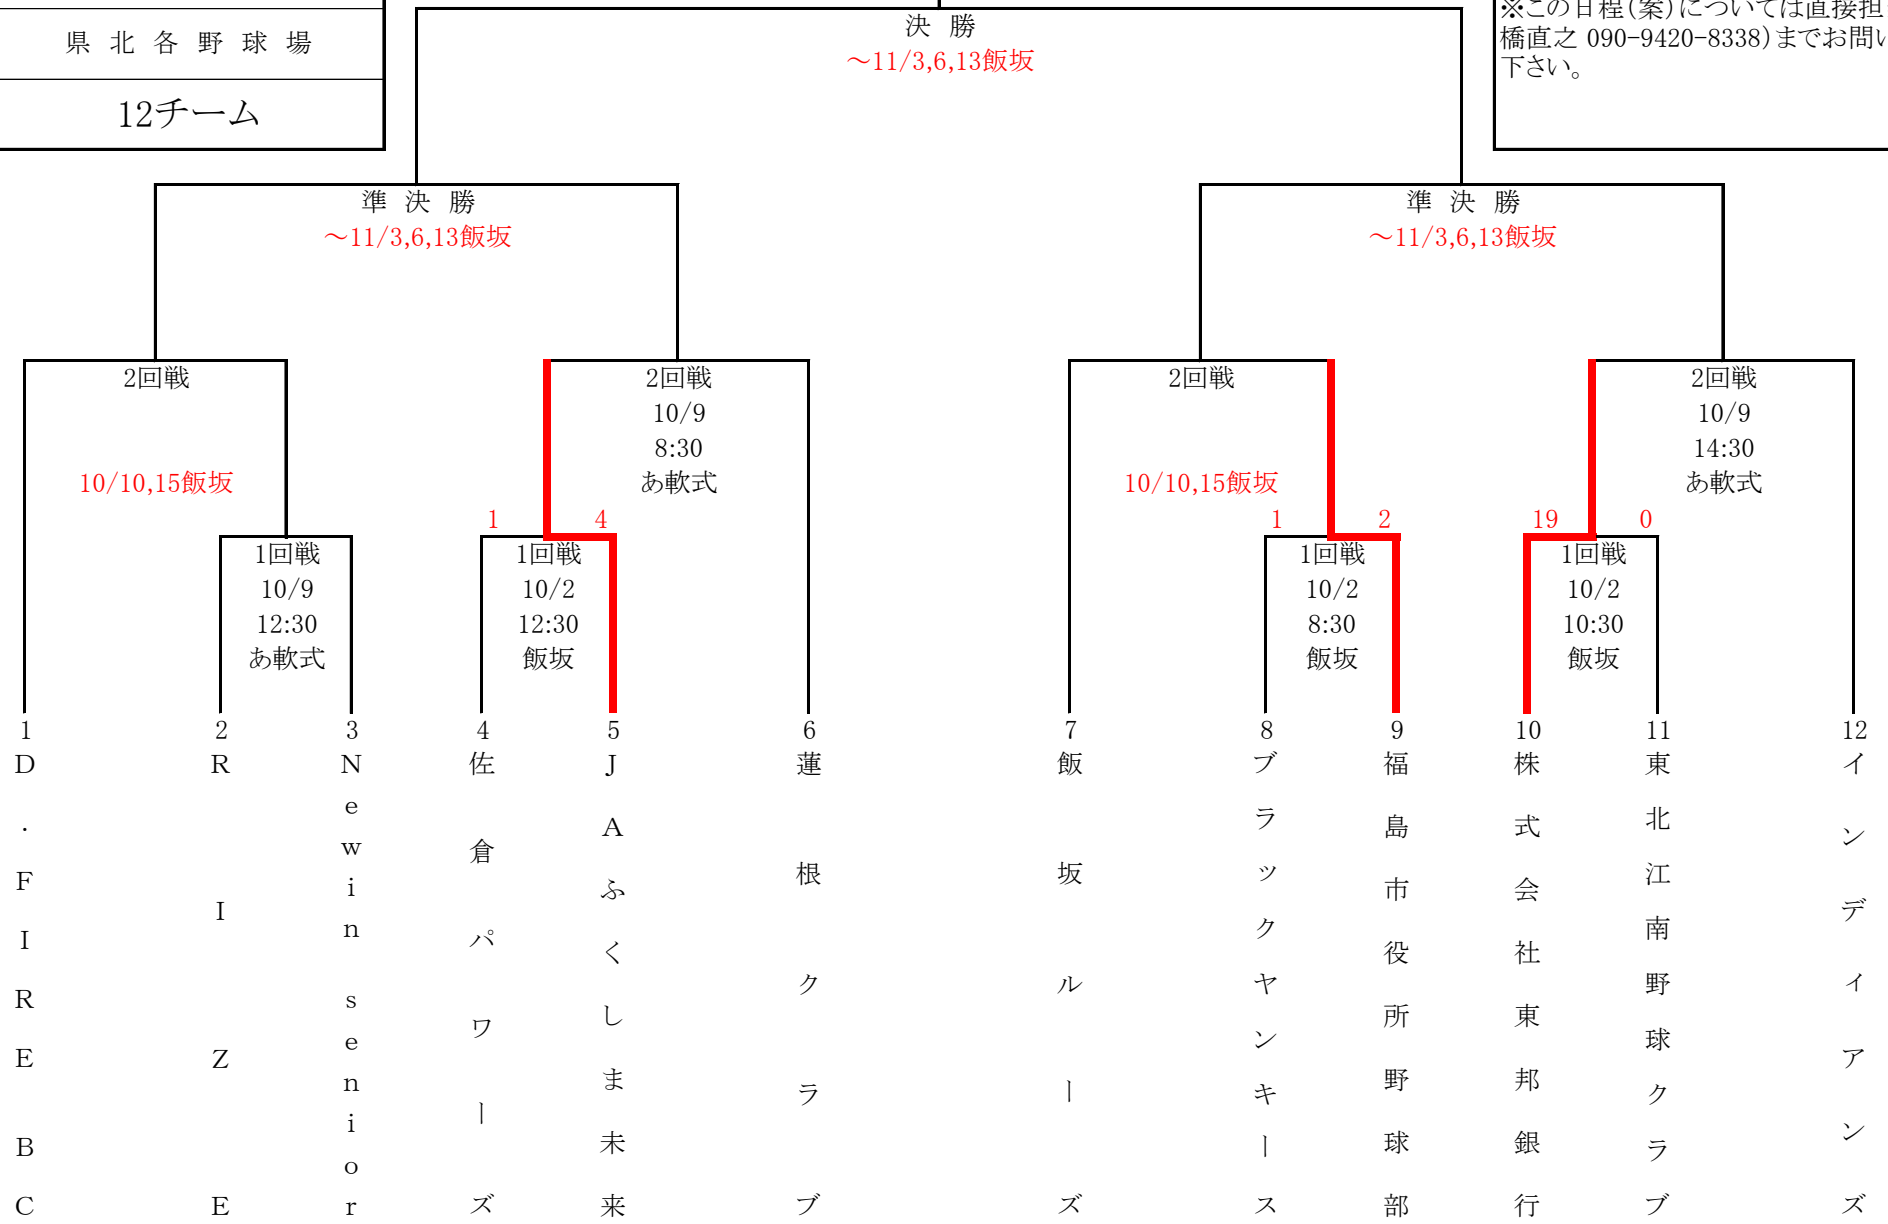 県北各野球場
12チーム
※この日程(案)については直接担
橋直之 090-9420-8338)までお問い
下さい。
決勝
～11/3,6,13飯坂
準決勝
～11/3,6,13飯坂
準決勝
～11/3,6,13飯坂
2回戦
10/10,15飯坂
2回戦
10/9
8:30
あ軟式
2回戦
10/10,15飯坂
2回戦
10/9
14:30
あ軟式
1回戦
10/9
12:30
あ軟式
1 4
1回戦
10/2
12:30
飯坂
1 2
1回戦
10/2
8:30
飯坂
19 0
1回戦
10/2
10:30
飯坂
1
D.FIRE BC
2
RIZE
3
Newin senior
4
佐倉パワーズ
5
JAふくしま未来
6
蓮根クラブ
7
飯坂ルーズ
8
ブラックヤンキース
9
福島市役所野球部
10
株式会社東邦銀行
11
東北江南野球クラブ
12
インディイアンズ